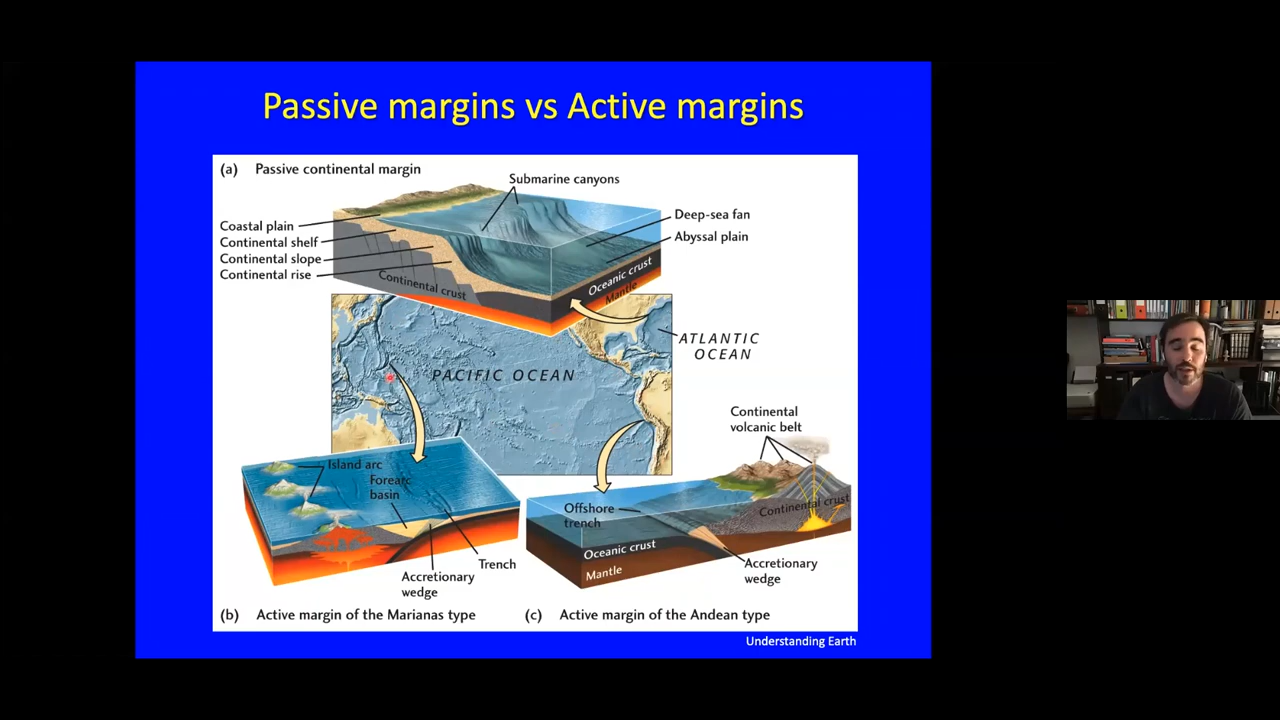 Passive margins vs Active margins
(a) Passive continental margin
Submarine canyons
Coastal plain
Continental shelf
Continental slope
Continental rise
Deep-sea fan
Abyssal plain
Continental crust
Oceanic crust
Mantle
ATLANTIC
OCEAN
PACIFIC OCEAN
Island arc
Forearc
basin
Trench
Accretionary
wedge
(b) Active margin of the Marianas type
Continental
volcanic belt
Offshore
trench
Continental crust
Oceanic crust
Mantle
Accretionary
wedge
(c) Active margin of the Andean type
Understanding Earth